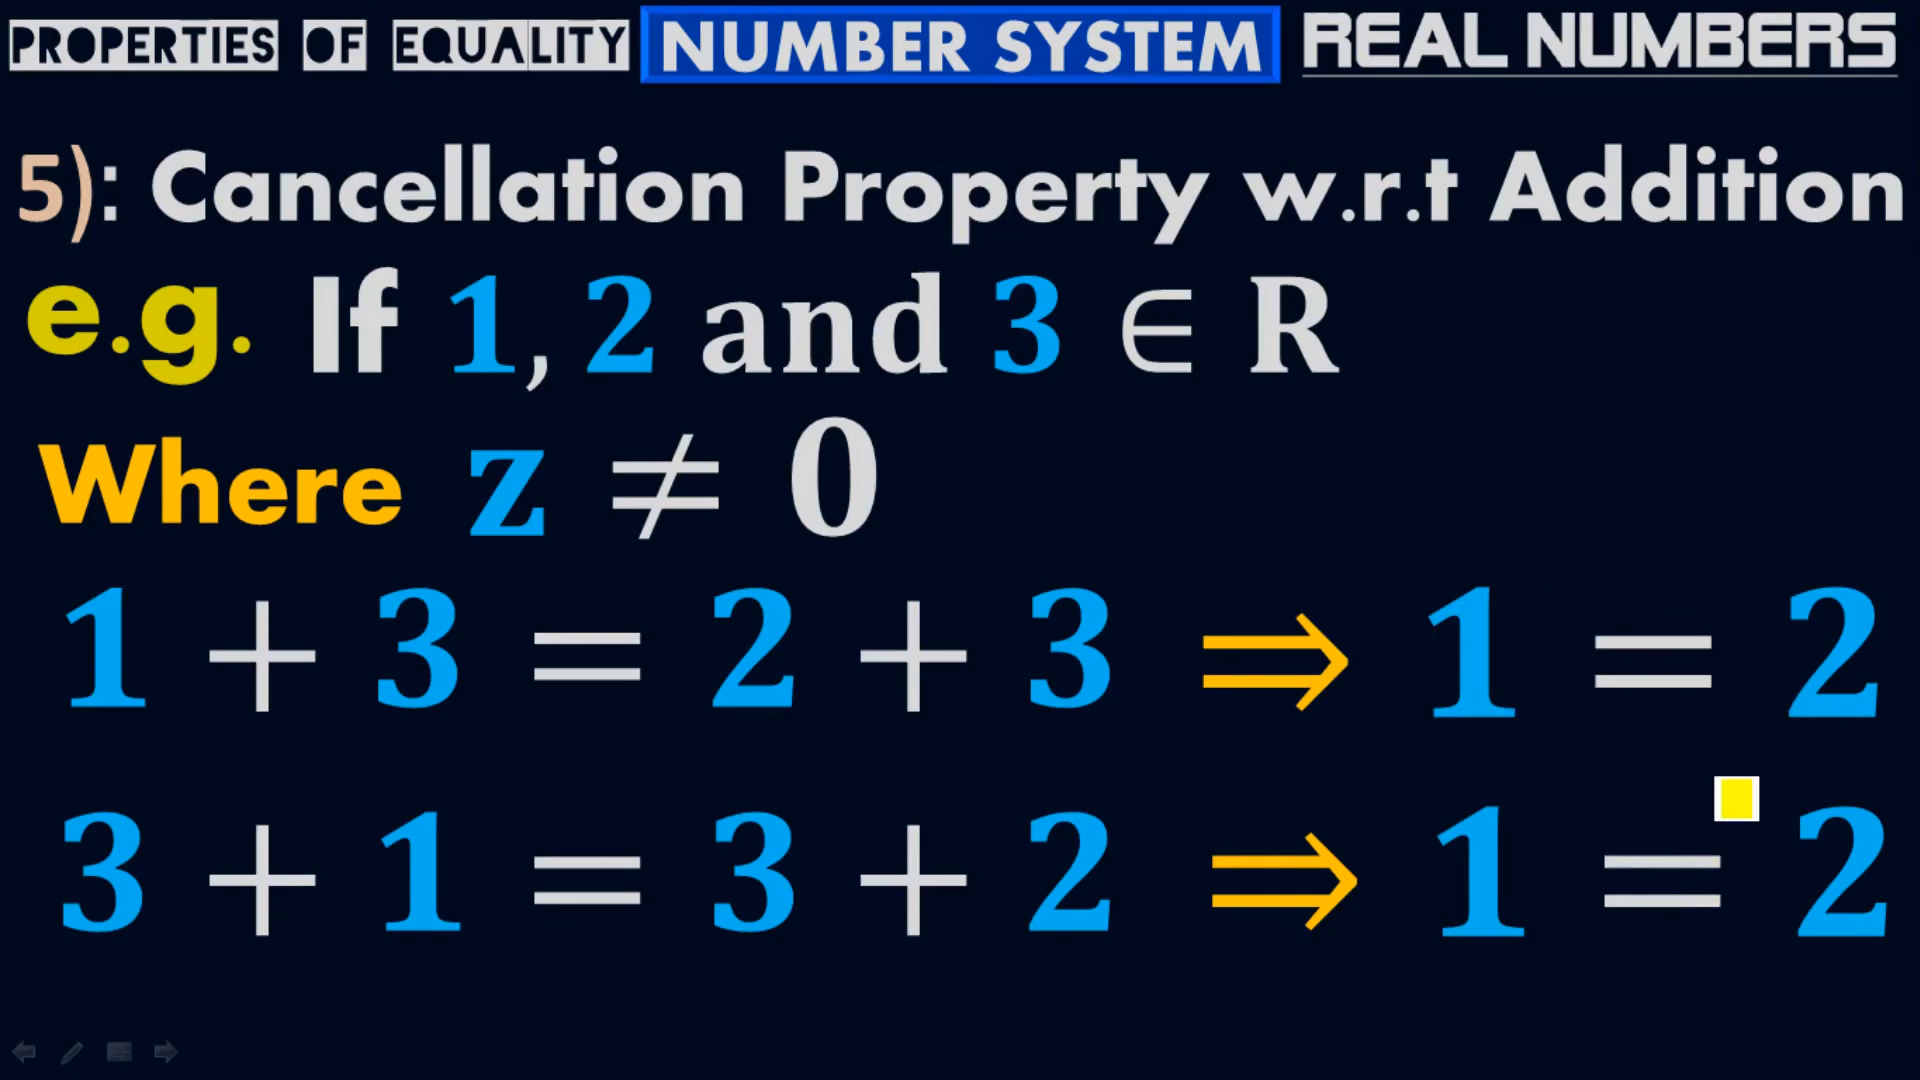 PROPERTIES OF EQUALITY NUMBER SYSTEM REAL NUMBERS
5): Cancellation Property w.r.t Addition
e.g. If 1, 2 and 3 ∈ R
Where z ≠ 0
1 + 3 = 2 + 3 ⇒ 1 = 2
3 + 1 = 3 + 2 ⇒ 1 = 2